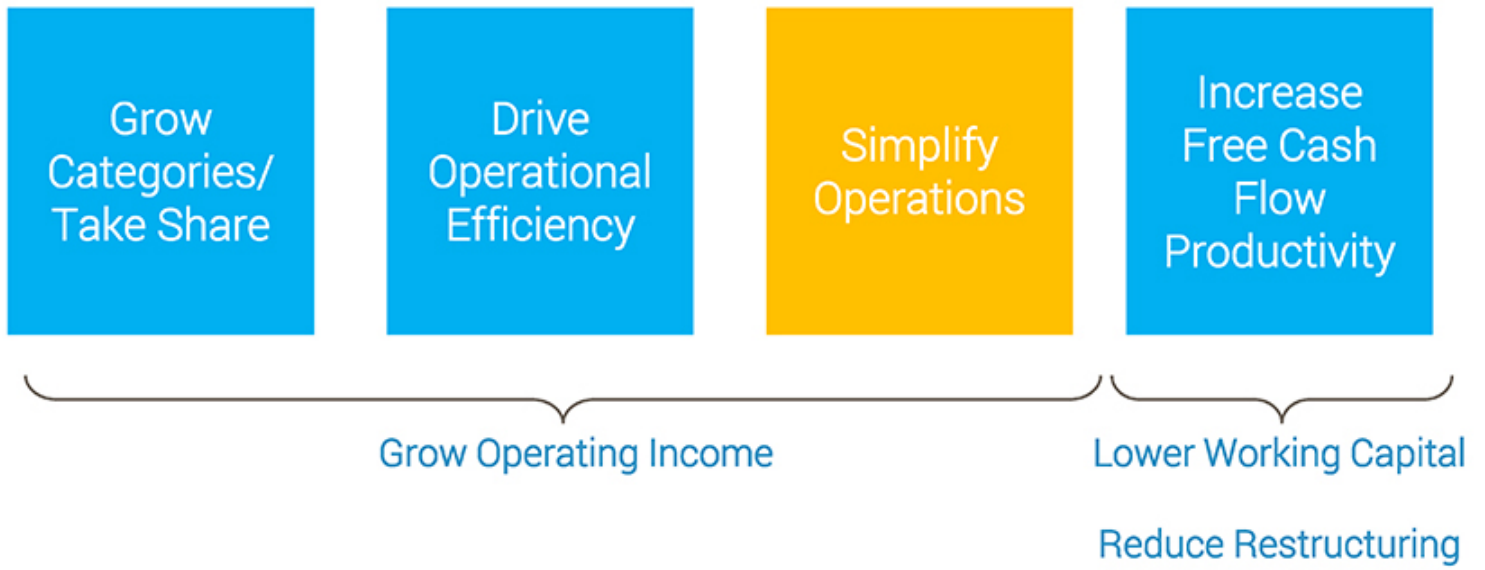 Grow
Categories/
Take Share
Drive
Operational
Efficiency
Simplify
Operations
Increase
Free Cash
Flow
Productivity
Grow Operating Income
Lower Working Capital
Reduce Restructuring